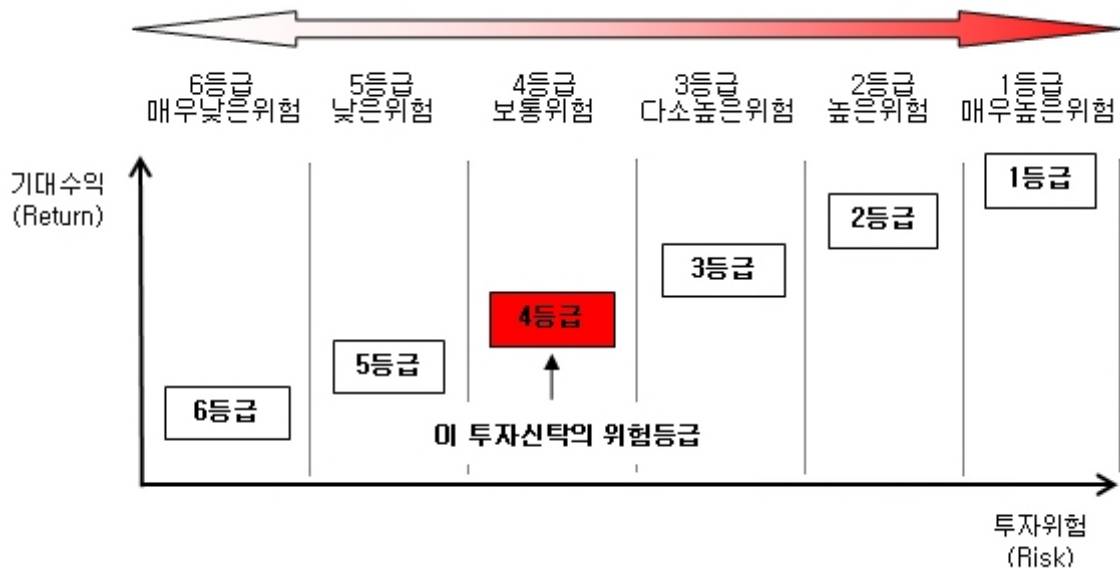 6등급
매우낮은위험
5등급
낮은위험
4등급
보통위험
3등급
다소높은위험
2등급
높은위험
1등급
매우높은위험
기대수익
(Return)
1등급
2등급
3등급
4등급
5등급
6등급
이 투자신탁의 위험등급
투자위험
(Risk)